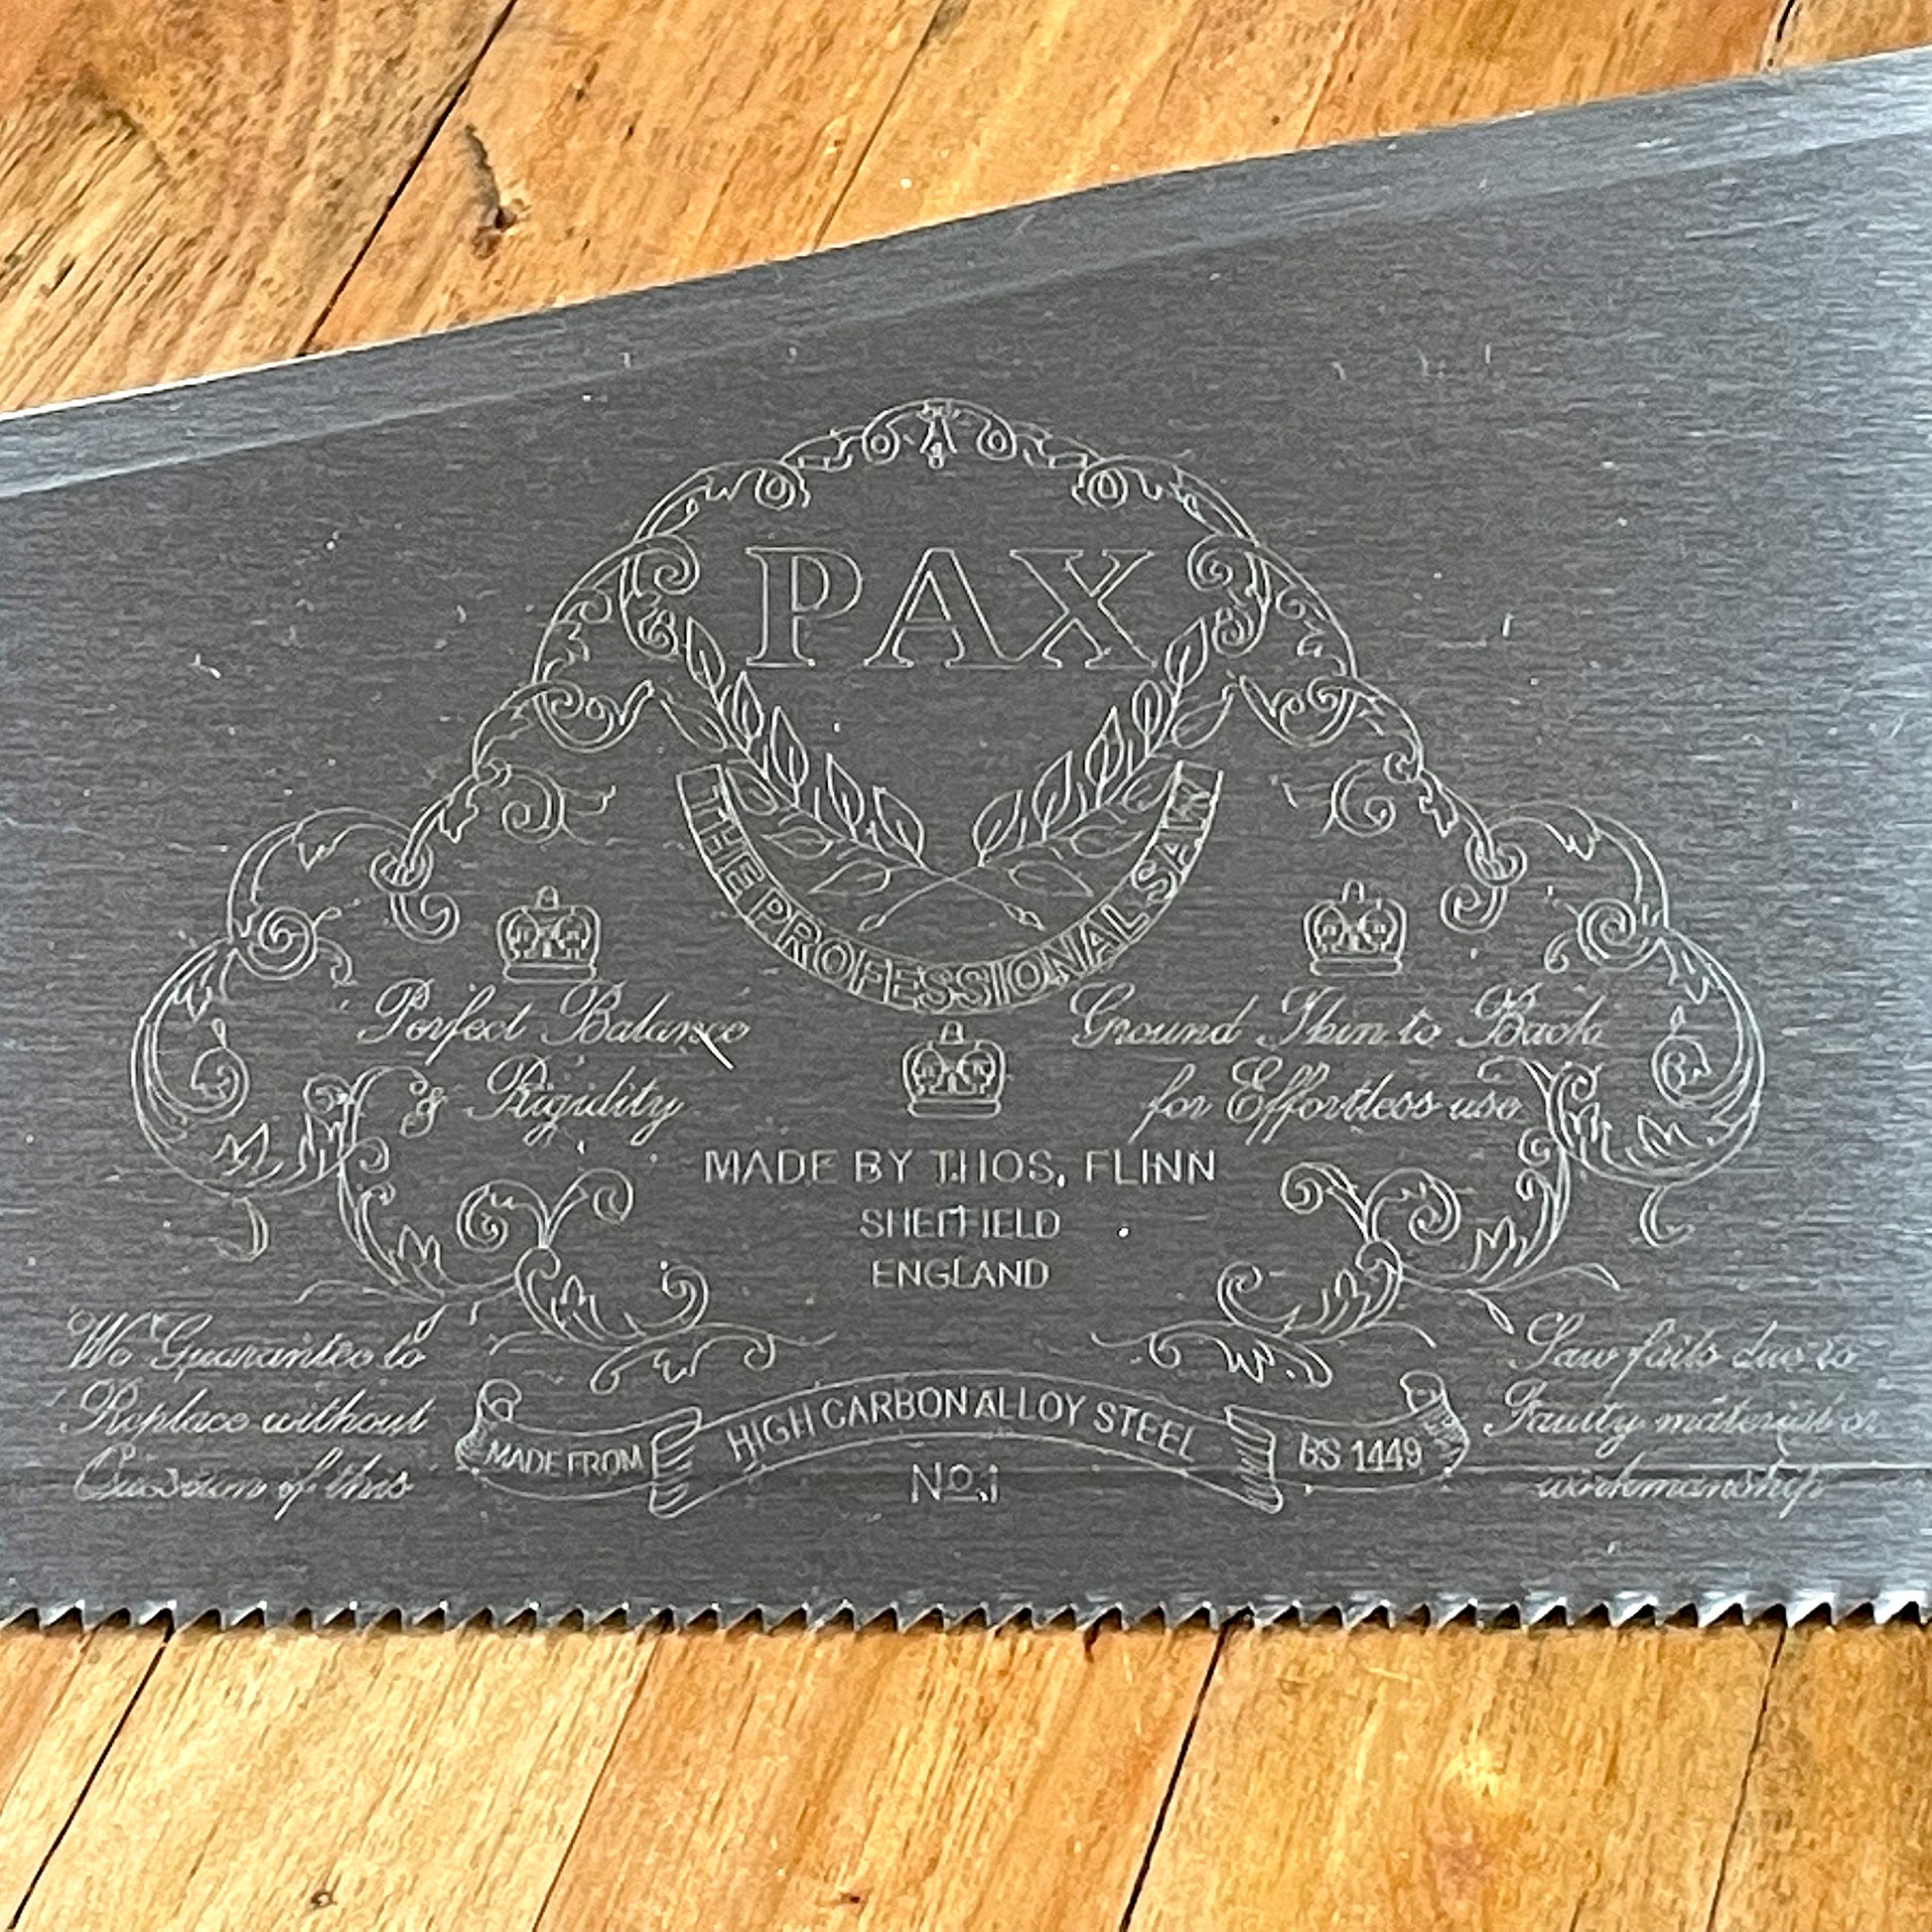 PAX
THE PROFESSIONAL SAW
Perfect Balance
& Rigidity
Ground Thin to Back
for Effortless use
MADE BY THOS, FLINN
SHEFFIELD
ENGLAND
We Guarantee to
Replace without
Question if this
Saw fails due to
Faulty material or
workmanship
MADE FROM
HIGH CARBON ALLOY STEEL
BS 1449
No.1